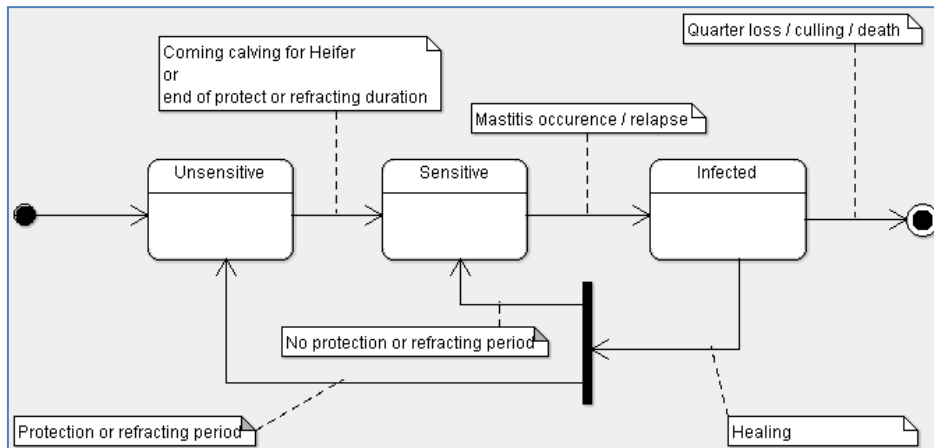 Quarter loss / culling / death
Coming calving for Heifer
or
end of protect or refracting duration
Mastitis occurence / relapse
Unsensitive
Sensitive
Infected
No protection or refracting period
Protection or refracting period
Healing